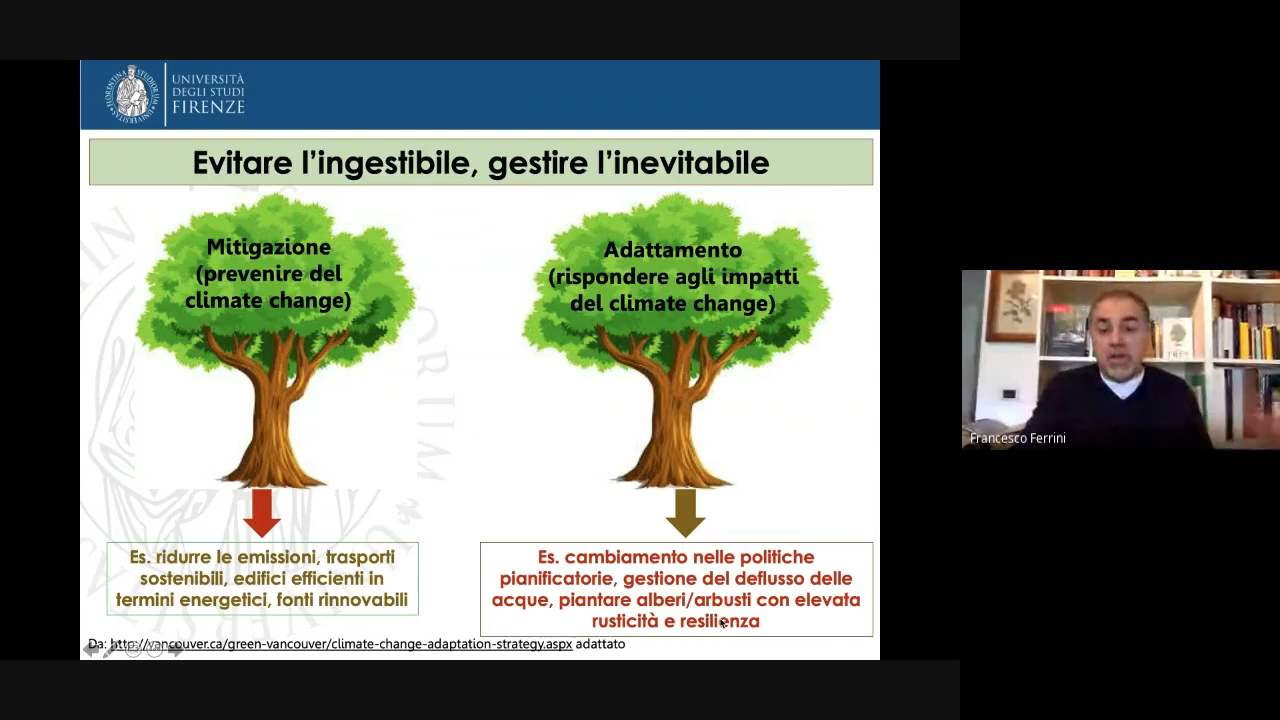 UNIVERSITÀ
DEGLI STUDI
FIRENZE
Evitare l'ingestibile, gestire l'inevitabile
Mitigazione
(prevenire del
climate change)
Adattamento
(rispondere agli impatti
del climate change)
Es. ridurre le emissioni, trasporti
sostenibili, edifici efficienti in
termini energetici, fonti rinnovabili
Es. cambiamento nelle politiche
pianificatorie, gestione del deflusso delle
acque, piantare alberi/arbusti con elevata
rusticità e resilienza
Da: http://vancouver.ca/green-vancouver/climate-change-adaptation-strategy.aspx adattato
Francesco Ferrini